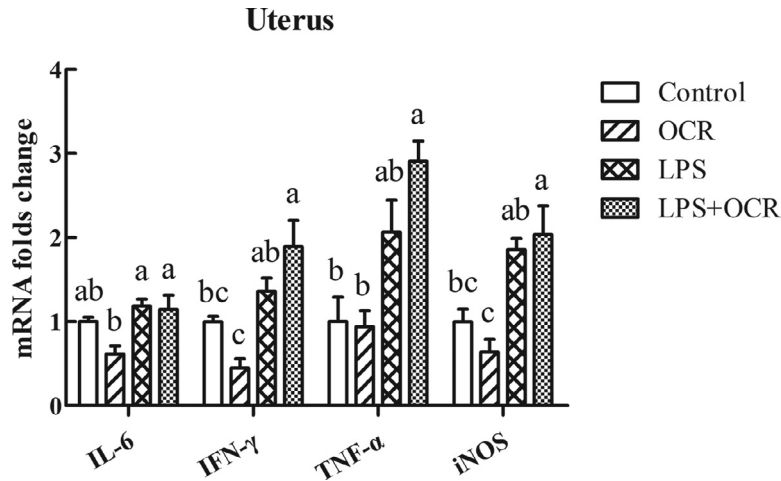 Uterus
mRNA folds change
4
3
2
1
0
ab
b
a
a
bc
c
ab
a
b
b
ab
a
bc
c
ab
a
IL-6
IFN-γ
TNF-α
iNOS
Control
OCR
LPS
LPS+OCR